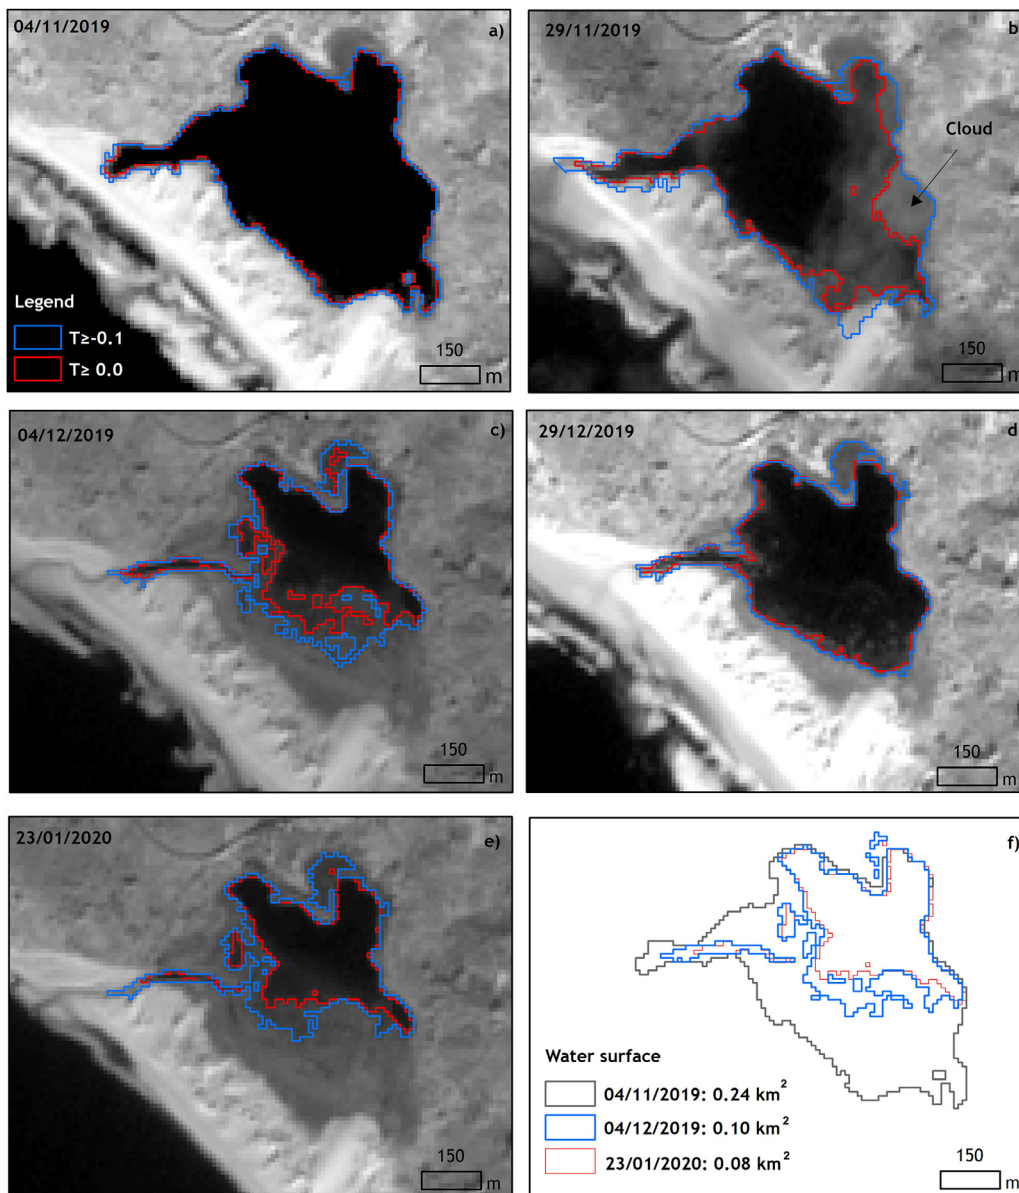 04/11/2019
a)
Legend
T≥-0.1
T≥ 0.0
150
m
29/11/2019
b)
Cloud
150
m
04/12/2019
c)
150
m
29/12/2019
d)
150
m
23/01/2020
e)
150
m
f)
Water surface
04/11/2019: 0.24 km²
04/12/2019: 0.10 km²
23/01/2020: 0.08 km²
150
m